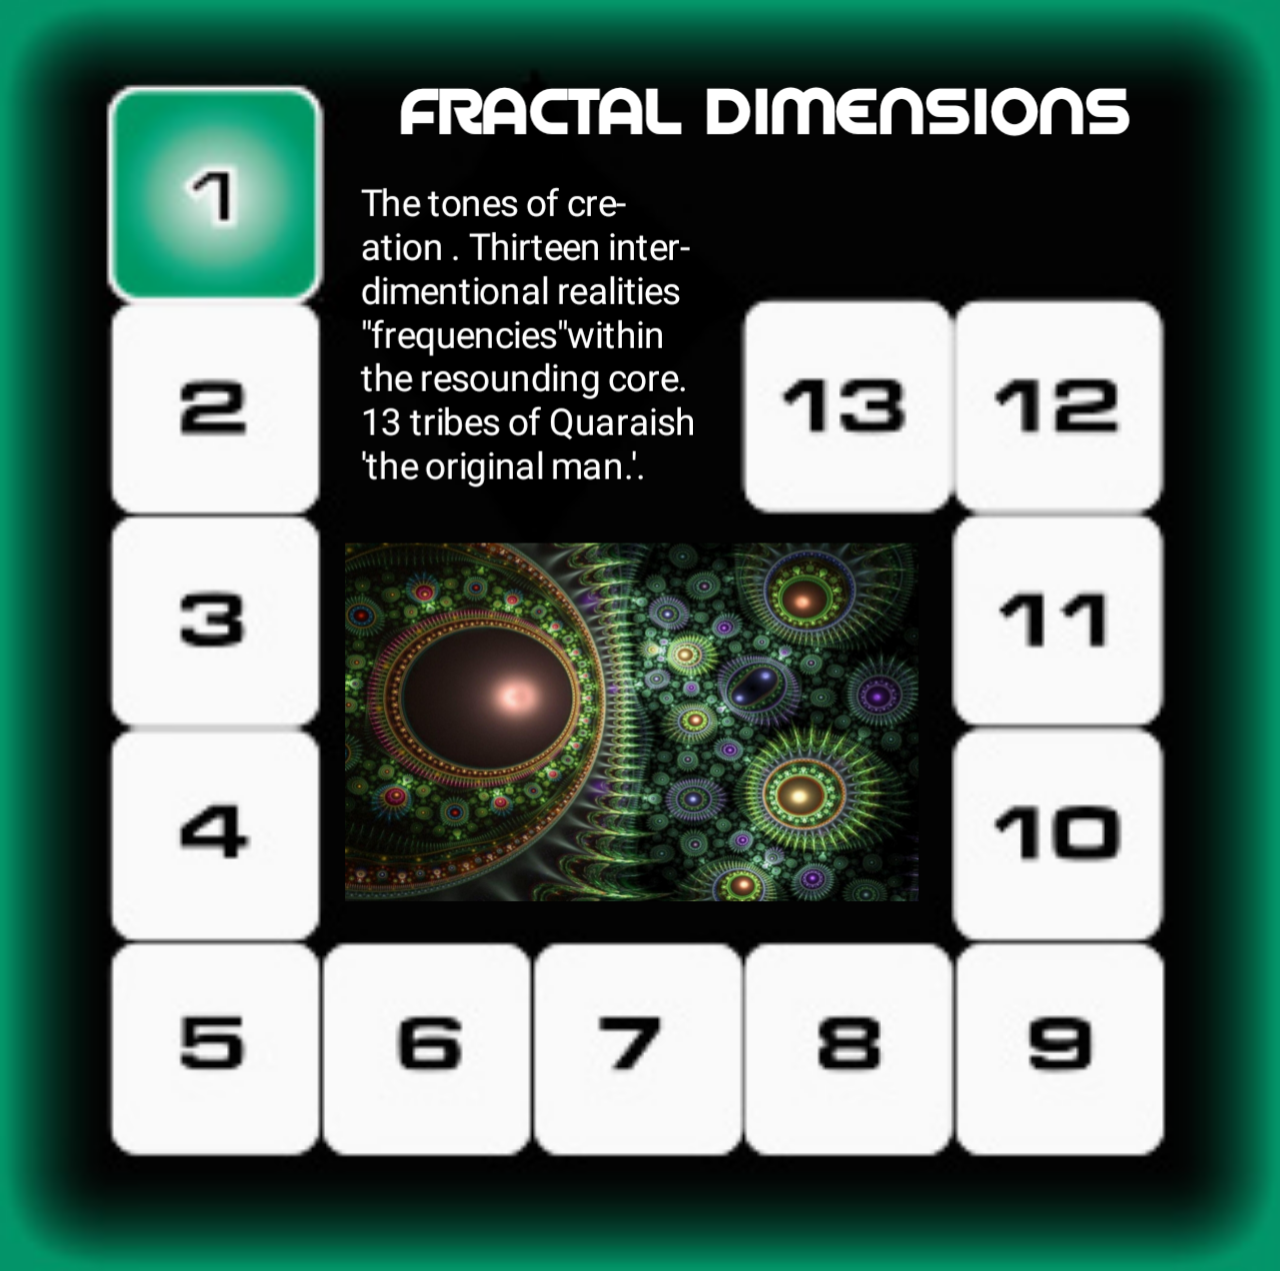 FRACTAL DIMENSIONS
1
The tones of cre-
ation . Thirteen inter-
dimentional realities
"frequencies"within
the resounding core.
13 tribes of Quaraish
'the original man.'.
2
13 12
3
11
4
10
5 6 7 8 9